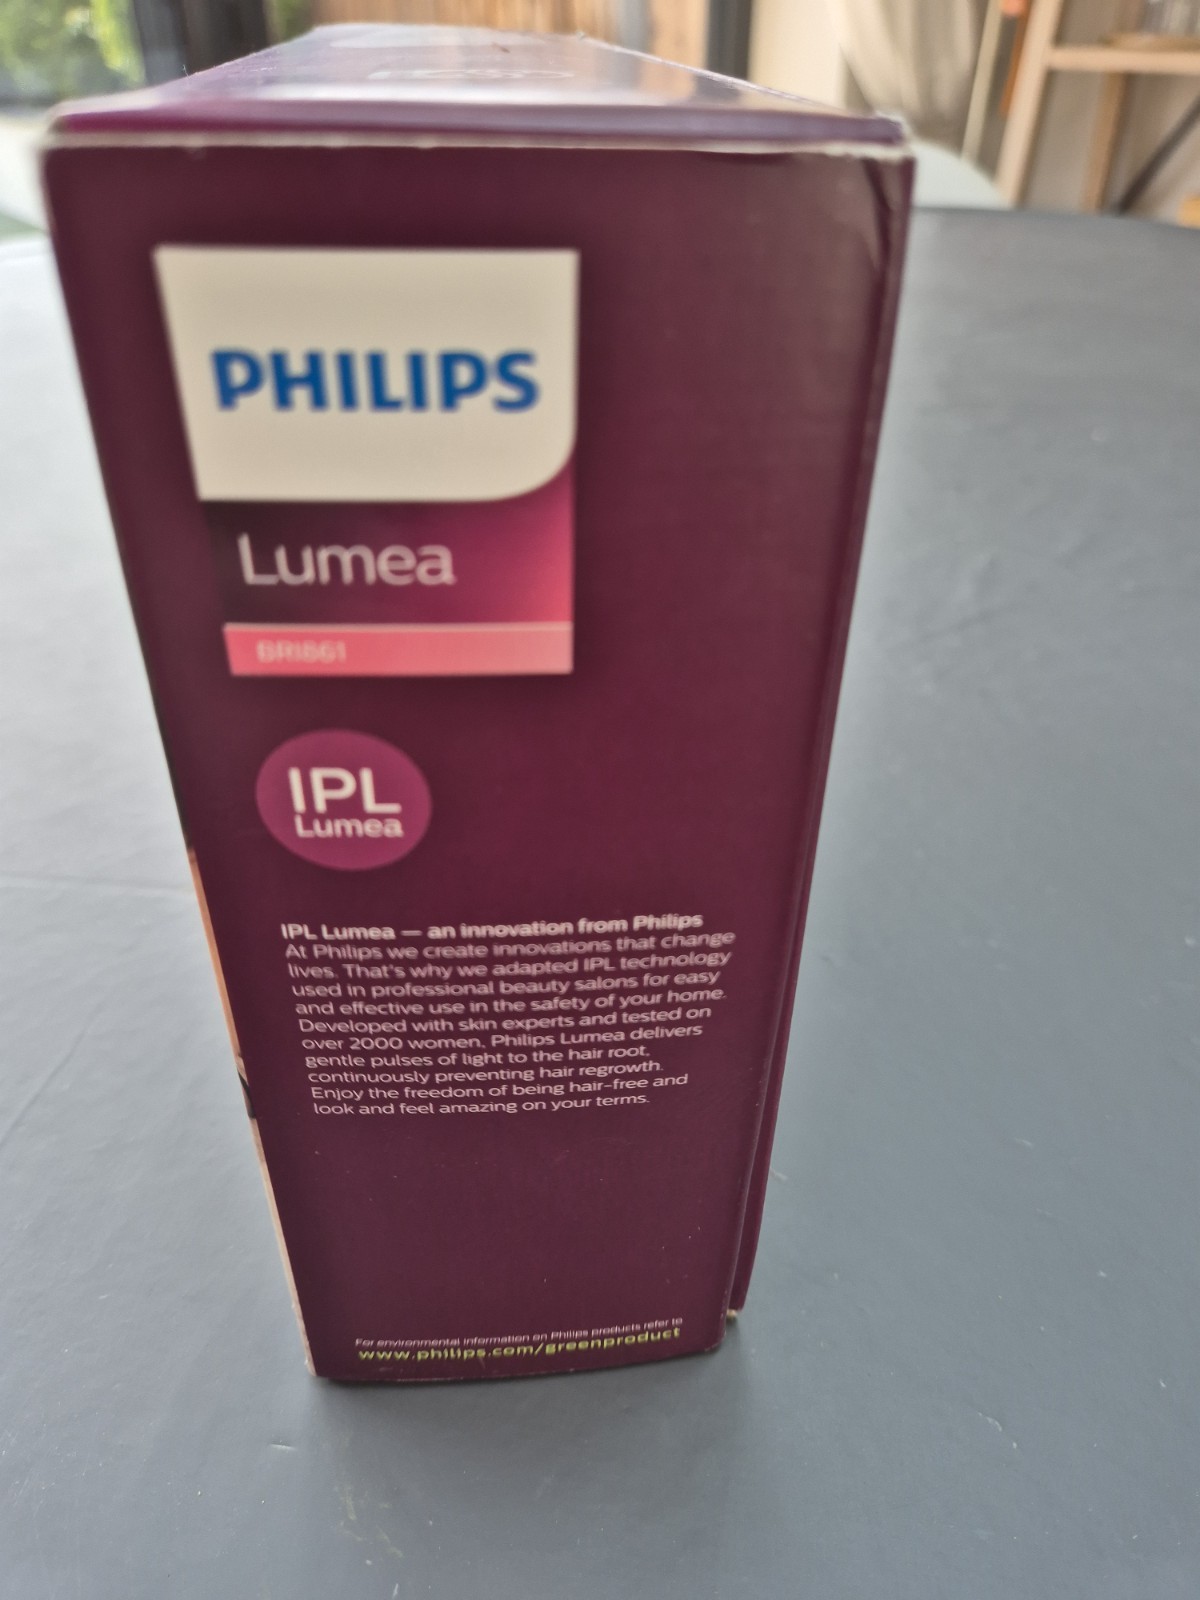 PHILIPS
Lumea
BRI861
IPL
Lumea
IPL Lumea — an innovation from Philips
At Philips we create innovations that change
lives. That's why we adapted IPL technology
used in professional beauty salons for easy
and effective use in the safety of your home.
Developed with skin experts and tested on
over 2000 women, Philips Lumea delivers
gentle pulses of light to the hair root,
continuously preventing hair regrowth.
Enjoy the freedom of being hair-free and
look and feel amazing on your terms.
For environmental information on Philips products refer to
www.philips.com/greenproduct